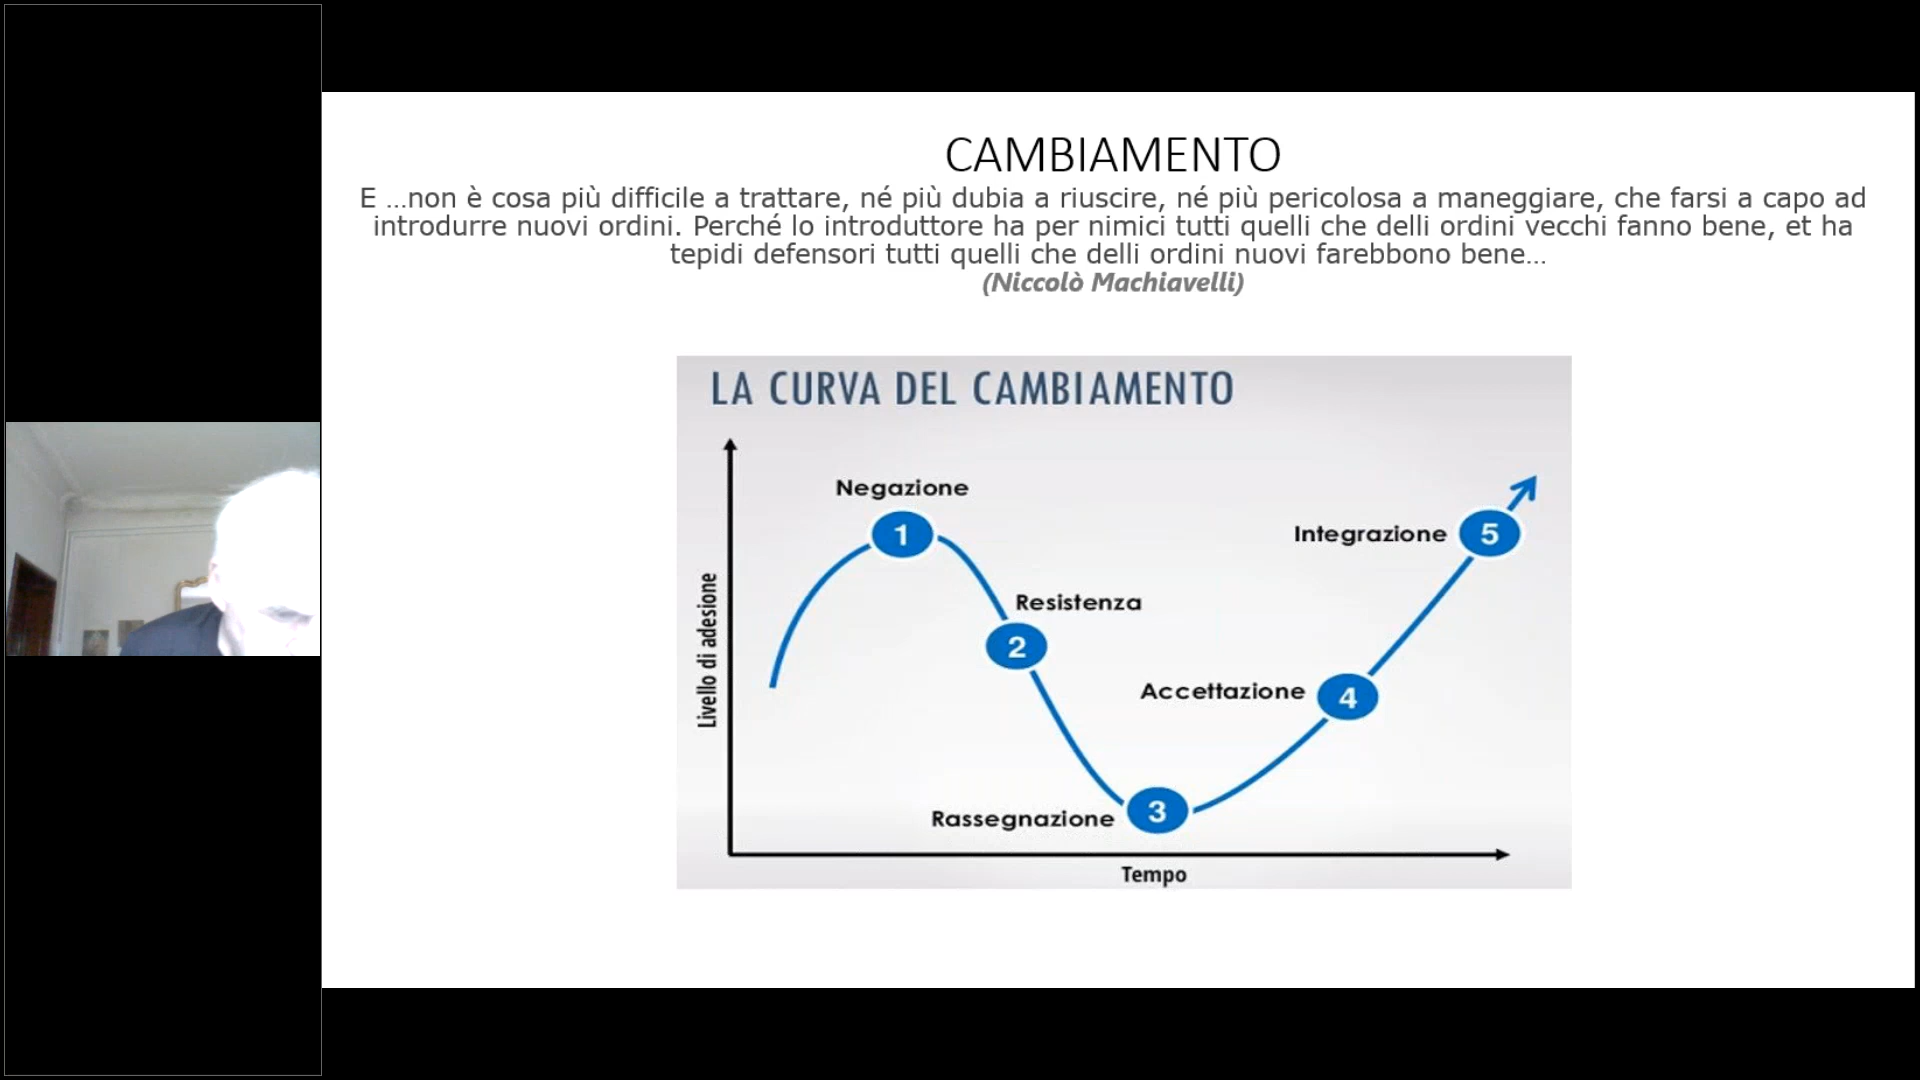 CAMBIAMENTO
E ...non è cosa più difficile a trattare, né più dubia a riuscire, né più pericolosa a maneggiare, che farsi a capo ad
introdurre nuovi ordini. Perché lo introduttore ha per nimici tutti quelli che delli ordini vecchi fanno bene, et ha
tepidi defensori tutti quelli che delli ordini nuovi farebbono bene...
(Niccolò Machiavelli)
LA CURVA DEL CAMBIAMENTO
Negazione
1
Integrazione
5
Resistenza
2
Livello di adesione
Accettazione
4
Rassegnazione
3
Tempo